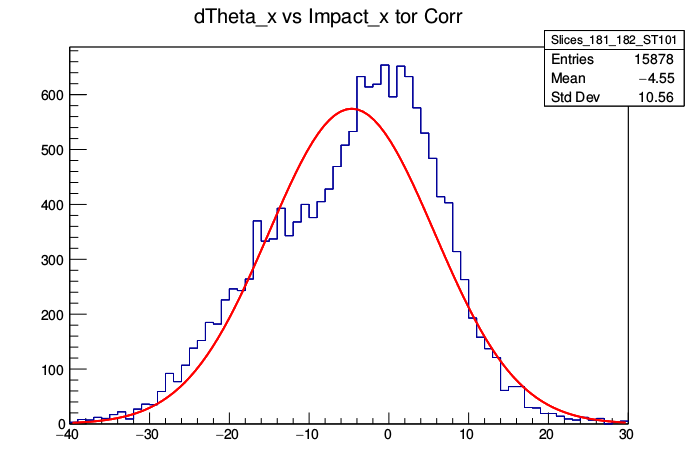 dTheta_x vs Impact_x tor Corr
Slices_181_182_ST101
Entries 15878
Mean −4.55
Std Dev 10.56
600
500
400
300
200
100
0
−40 −30 −20 −10 0 10 20 30